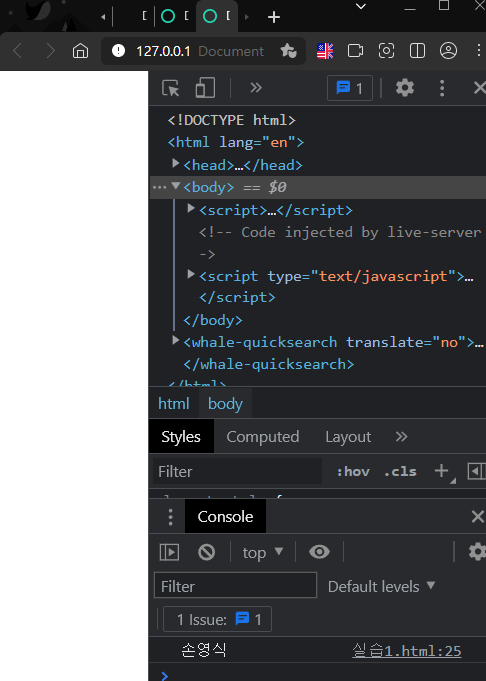 127.0.0.1 Document
1
<!DOCTYPE html>
<html lang="en">
<head>…</head>
<body> == $0
<script>…</script>
<!-- Code injected by live-server
->
<script type="text/javascript">…
</script>
</body>
<whale-quicksearch translate="no">…
</whale-quicksearch>
</html>
html body
Styles Computed Layout
Filter :hov .cls
Console
top
Filter Default levels
1 Issue: 1
손영식 실습1.html:25